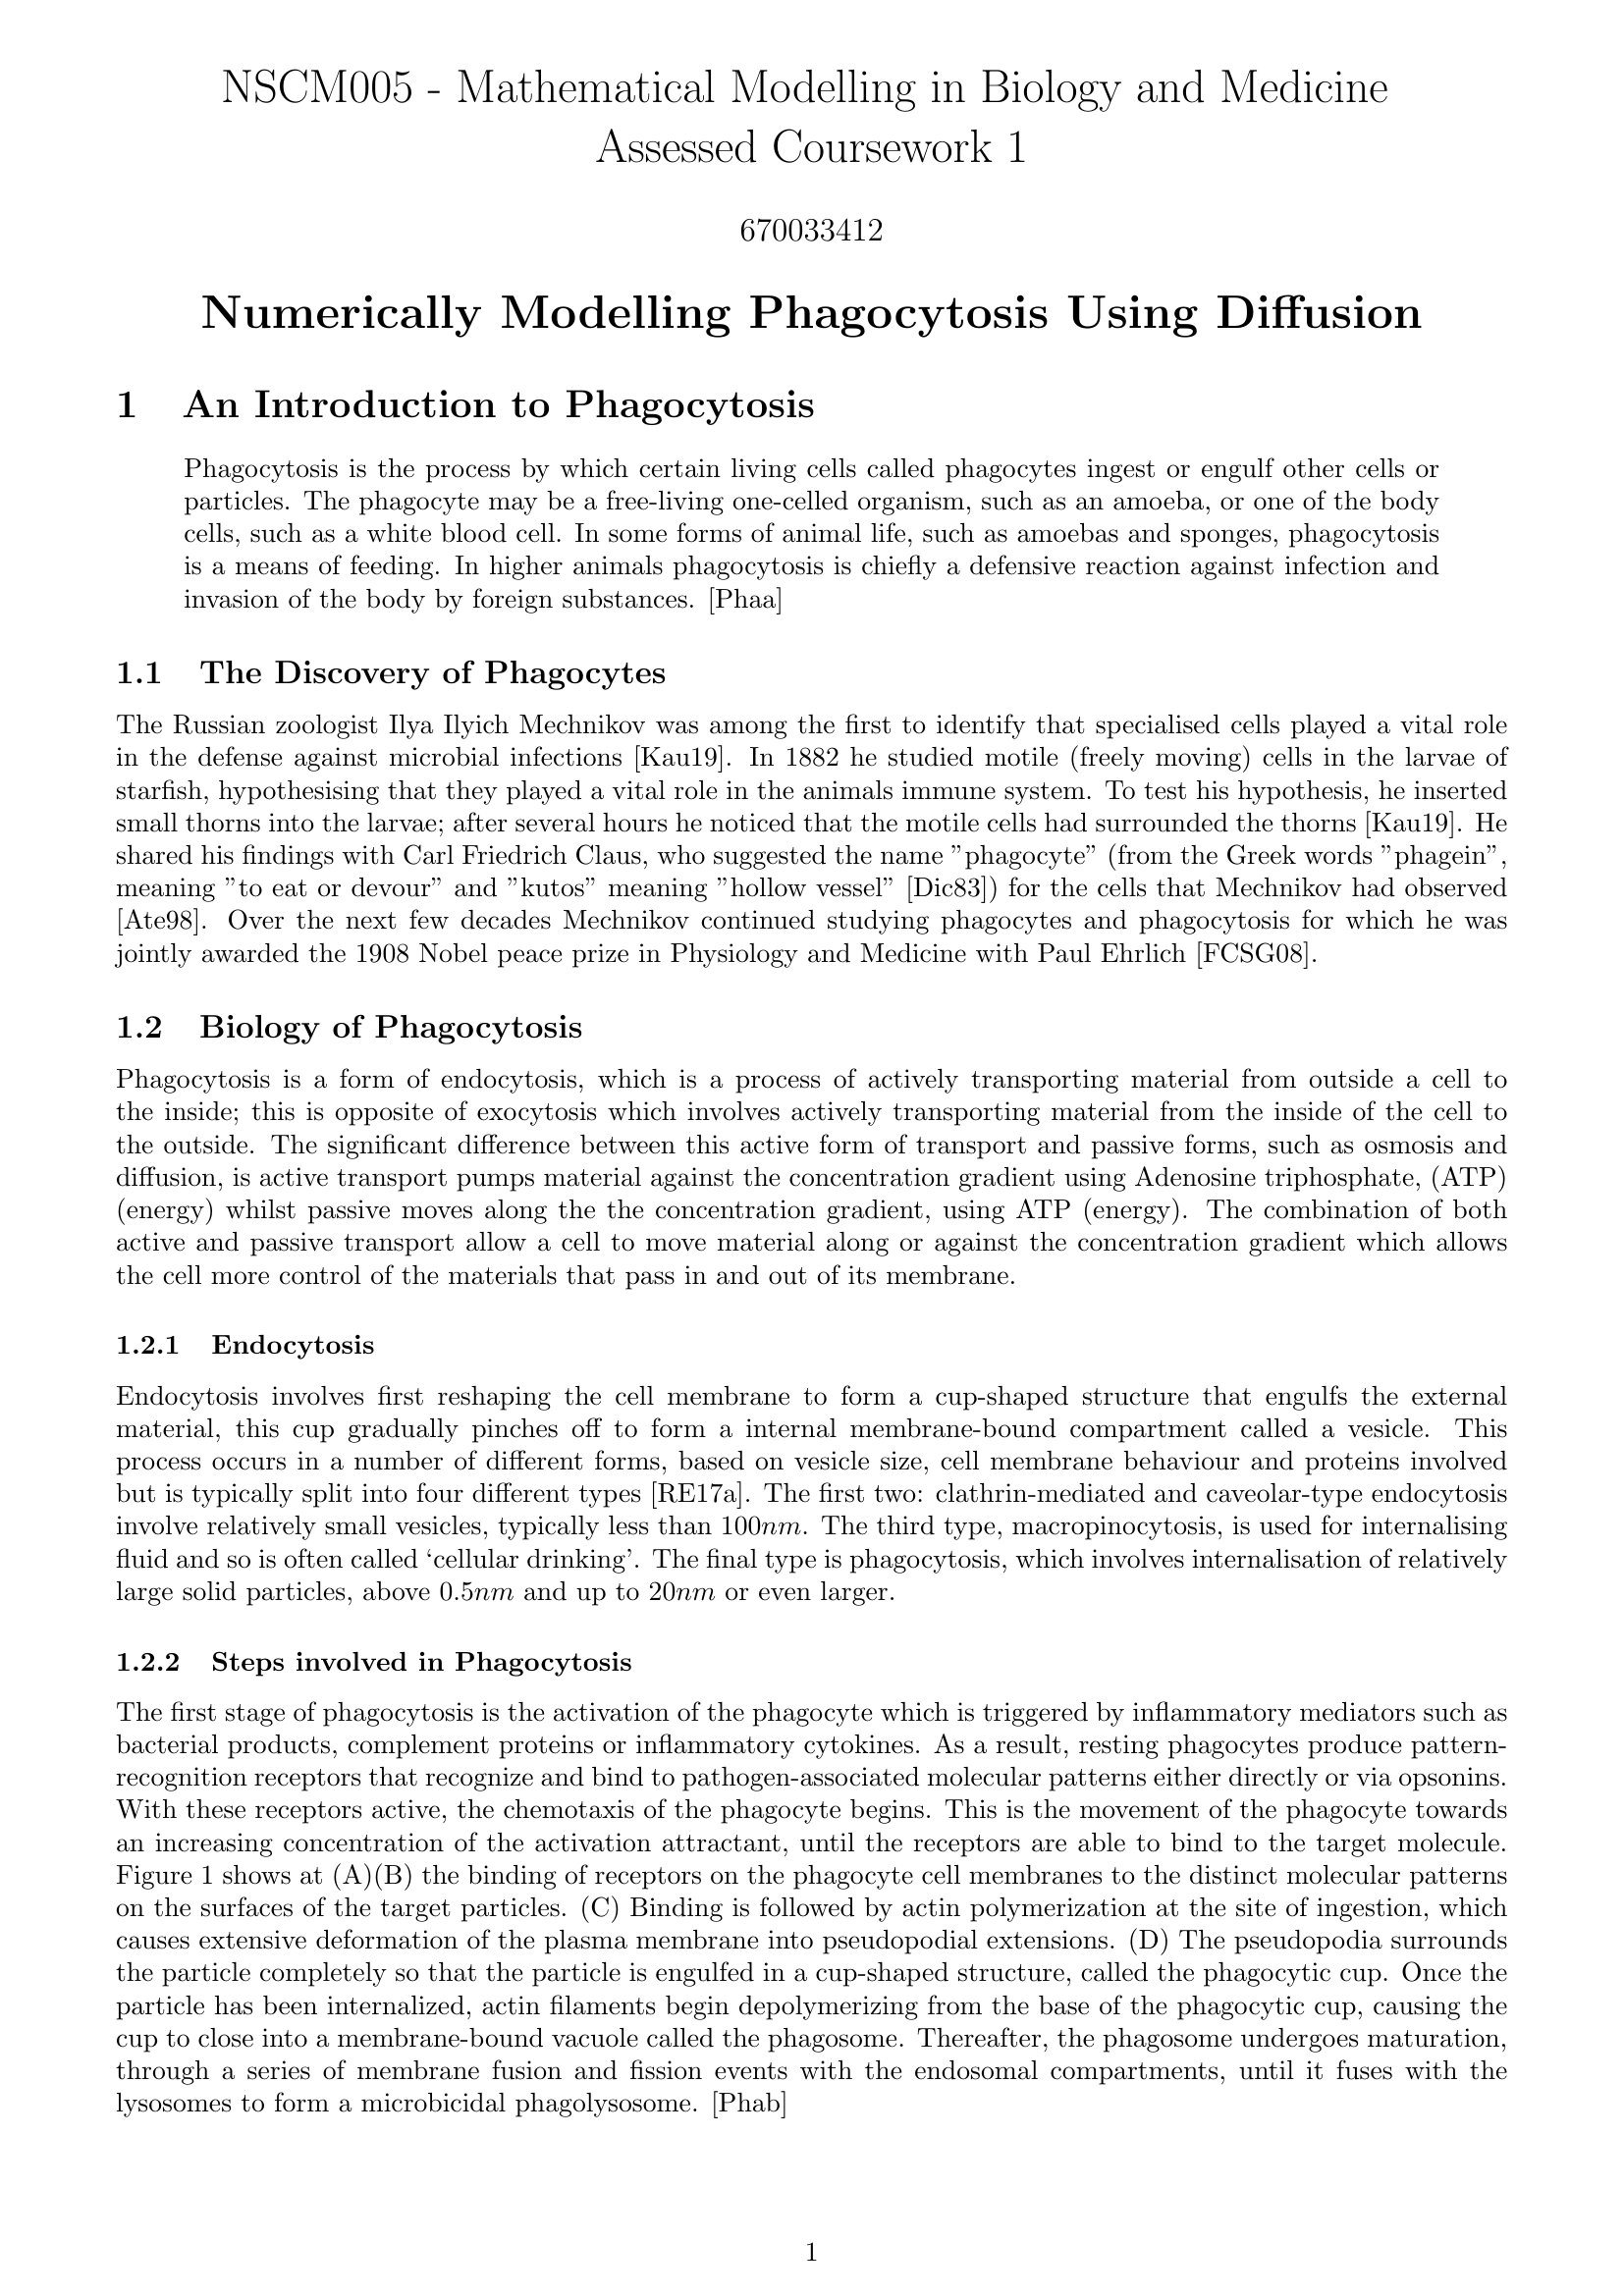 NSCM005 - Mathematical Modelling in Biology and Medicine
Assessed Coursework 1
670033412
Numerically Modelling Phagocytosis Using Diffusion
1 An Introduction to Phagocytosis
Phagocytosis is the process by which certain living cells called phagocytes ingest or engulf other cells or
particles. The phagocyte may be a free-living one-celled organism, such as an amoeba, or one of the body
cells, such as a white blood cell. In some forms of animal life, such as amoebas and sponges, phagocytosis
is a means of feeding. In higher animals phagocytosis is chiefly a defensive reaction against infection and
invasion of the body by foreign substances. [Phaa]
1.1 The Discovery of Phagocytes
The Russian zoologist Ilya Ilyich Mechnikov was among the first to identify that specialised cells played a vital role
in the defense against microbial infections [Kau19]. In 1882 he studied motile (freely moving) cells in the larvae of
starfish, hypothesising that they played a vital role in the animals immune system. To test his hypothesis, he inserted
small thorns into the larvae; after several hours he noticed that the motile cells had surrounded the thorns [Kau19]. He
shared his findings with Carl Friedrich Claus, who suggested the name ”phagocyte” (from the Greek words ”phagein”,
meaning ”to eat or devour” and ”kutos” meaning ”hollow vessel” [Dic83]) for the cells that Mechnikov had observed
[Ate98]. Over the next few decades Mechnikov continued studying phagocytes and phagocytosis for which he was
jointly awarded the 1908 Nobel peace prize in Physiology and Medicine with Paul Ehrlich [FCSG08].
1.2 Biology of Phagocytosis
Phagocytosis is a form of endocytosis, which is a process of actively transporting material from outside a cell to
the inside; this is opposite of exocytosis which involves actively transporting material from the inside of the cell to
the outside. The significant difference between this active form of transport and passive forms, such as osmosis and
diffusion, is active transport pumps material against the concentration gradient using Adenosine triphosphate, (ATP)
(energy) whilst passive moves along the the concentration gradient, using ATP (energy). The combination of both
active and passive transport allow a cell to move material along or against the concentration gradient which allows
the cell more control of the materials that pass in and out of its membrane.
1.2.1 Endocytosis
Endocytosis involves first reshaping the cell membrane to form a cup-shaped structure that engulfs the external
material, this cup gradually pinches off to form a internal membrane-bound compartment called a vesicle. This
process occurs in a number of different forms, based on vesicle size, cell membrane behaviour and proteins involved
but is typically split into four different types [RE17a]. The first two: clathrin-mediated and caveolar-type endocytosis
involve relatively small vesicles, typically less than 100nm. The third type, macropinocytosis, is used for internalising
fluid and so is often called ‘cellular drinking’. The final type is phagocytosis, which involves internalisation of relatively
large solid particles, above 0.5nm and up to 20nm or even larger.
1.2.2 Steps involved in Phagocytosis
The first stage of phagocytosis is the activation of the phagocyte which is triggered by inflammatory mediators such as
bacterial products, complement proteins or inflammatory cytokines. As a result, resting phagocytes produce pattern-
recognition receptors that recognize and bind to pathogen-associated molecular patterns either directly or via opsonins.
With these receptors active, the chemotaxis of the phagocyte begins. This is the movement of the phagocyte towards
an increasing concentration of the activation attractant, until the receptors are able to bind to the target molecule.
Figure 1 shows at (A)(B) the binding of receptors on the phagocyte cell membranes to the distinct molecular patterns
on the surfaces of the target particles. (C) Binding is followed by actin polymerization at the site of ingestion, which
causes extensive deformation of the plasma membrane into pseudopodial extensions. (D) The pseudopodia surrounds
the particle completely so that the particle is engulfed in a cup-shaped structure, called the phagocytic cup. Once the
particle has been internalized, actin filaments begin depolymerizing from the base of the phagocytic cup, causing the
cup to close into a membrane-bound vacuole called the phagosome. Thereafter, the phagosome undergoes maturation,
through a series of membrane fusion and fission events with the endosomal compartments, until it fuses with the
lysosomes to form a microbicidal phagolysosome. [Phab]
1